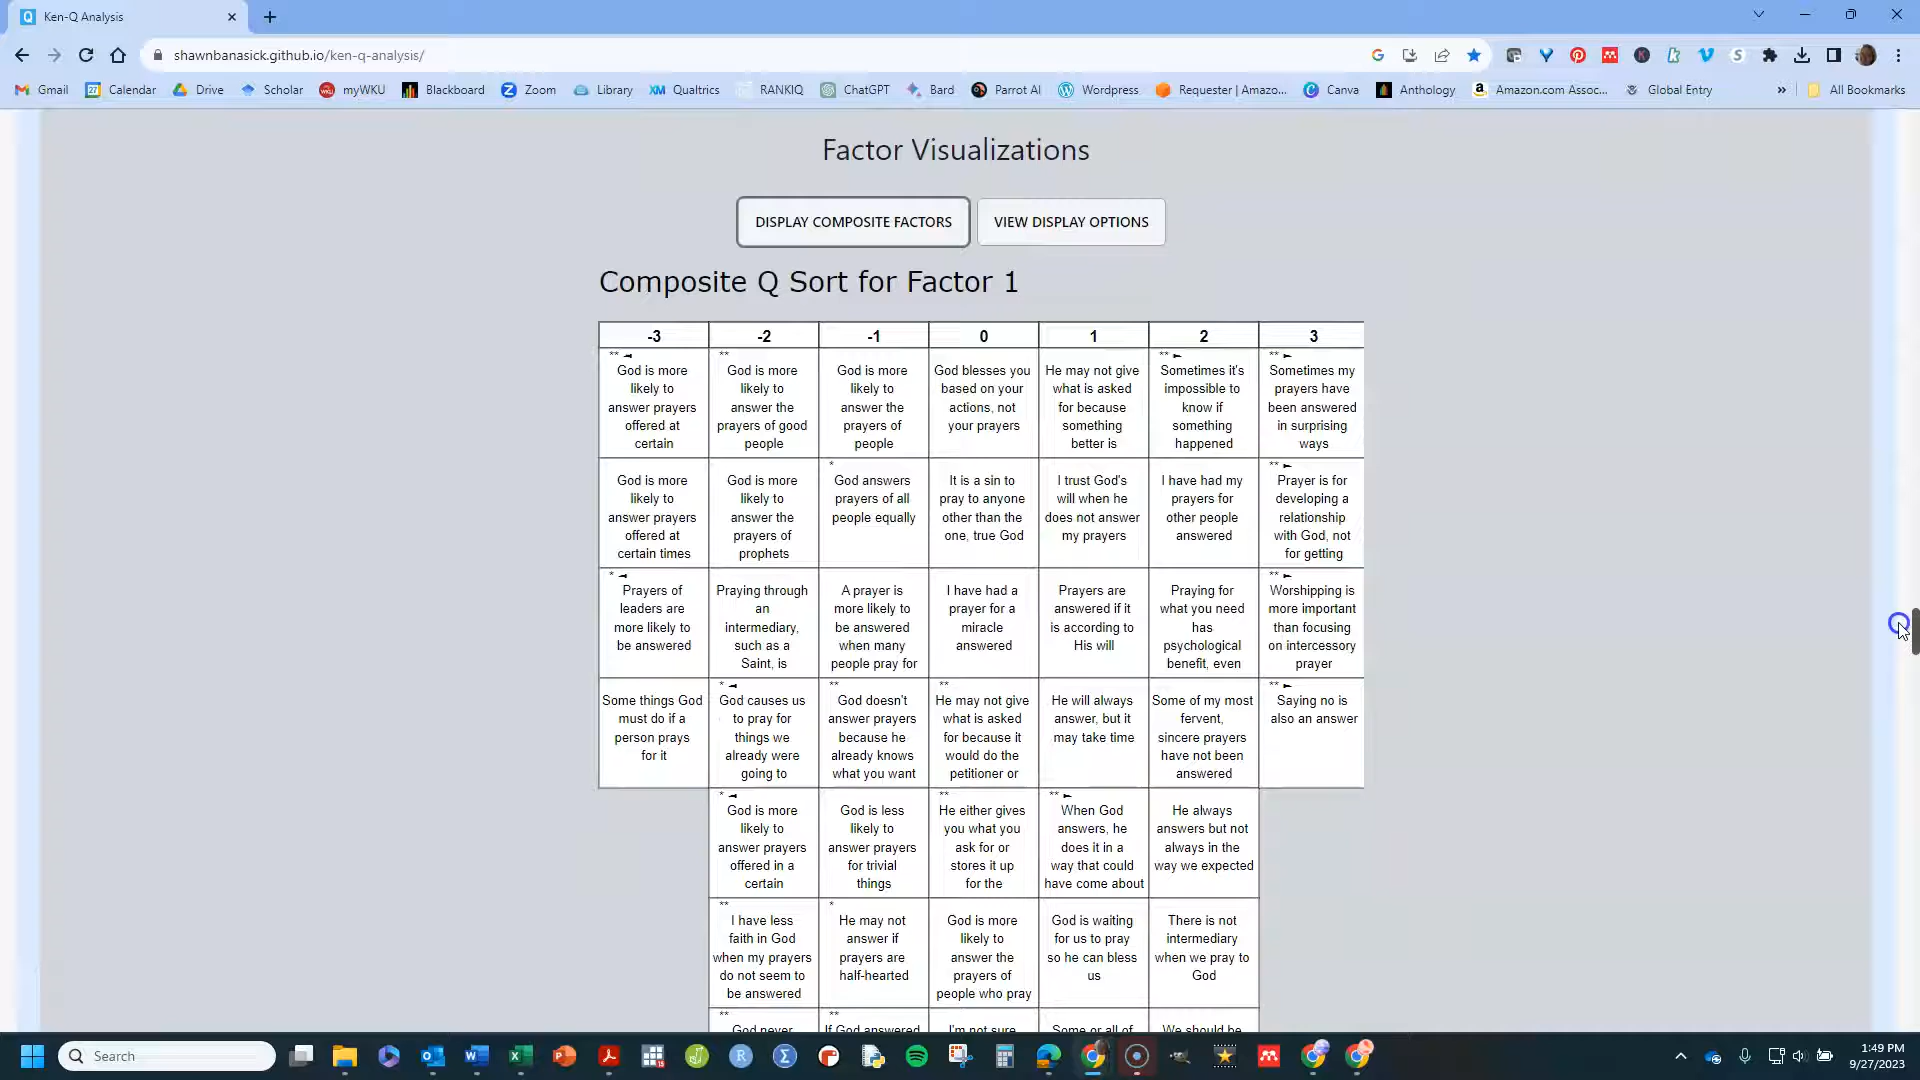 Ken-Q Analysis
shawnbanasick.github.io/ken-q-analysis/
Gmail
Calendar
Drive
Scholar
myWKU
Blackboard
Zoom
Library
Qualtrics
RANKIQ
ChatGPT
Bard
Parrot AI
Wordpress
Requester | Amazo...
Canva
Anthology
Amazon.com Assoc...
Global Entry
All Bookmarks
Factor Visualizations
DISPLAY COMPOSITE FACTORS
VIEW DISPLAY OPTIONS
Composite Q Sort for Factor 1
-3 -2 -1 0 1 2 3
** ◄
God is more
likely to
answer prayers
offered at
certain
**
God is more
likely to
answer the
prayers of good
people
God is more
likely to
answer the
prayers of
people
God blesses you
based on your
actions, not
your prayers
He may not give
what is asked
for because
something
better is
** ►
Sometimes it's
impossible to
know if
something
happened
** ►
Sometimes my
prayers have
been answered
in surprising
ways
God is more
likely to
answer prayers
offered at
certain times
God is more
likely to
answer the
prayers of
prophets
*
God answers
prayers of all
people equally
It is a sin to
pray to anyone
other than the
one, true God
I trust God's
will when he
does not answer
my prayers
I have had my
prayers for
other people
answered
** ►
Prayer is for
developing a
relationship
with God, not
for getting
* ◄
Prayers of
leaders are
more likely to
be answered
Praying through
an
intermediary,
such as a
Saint, is
A prayer is
more likely to
be answered
when many
people pray for
I have had a
prayer for a
miracle
answered
Prayers are
answered if it
is according to
His will
Praying for
what you need
has
psychological
benefit, even
** ►
Worshipping is
more important
than focusing
on intercessory
prayer
Some things God
must do if a
person prays
for it
* ◄
God causes us
to pray for
things we
already were
going to
**
God doesn't
answer prayers
because he
already knows
what you want
**
He may not give
what is asked
for because it
would do the
petitioner or
He will always
answer, but it
may take time
Some of my most
fervent,
sincere prayers
have not been
answered
** ►
Saying no is
also an answer
* ◄
God is more
likely to
answer prayers
offered in a
certain
God is less
likely to
answer prayers
for trivial
things
**
He either gives
you what you
ask for or
stores it up
for the
** ►
When God
answers, he
does it in a
way that could
have come about
He always
answers but not
always in the
way we expected
**
I have less
faith in God
when my prayers
do not seem to
be answered
*
He may not
answer if
prayers are
half-hearted
God is more
likely to
answer the
prayers of
people who pray
God is waiting
for us to pray
so he can bless
us
There is not
intermediary
when we pray to
God
**
God never
**
If God answered
I'm not sure
Some or all of
We should be
Search
1:49 PM
9/27/2023